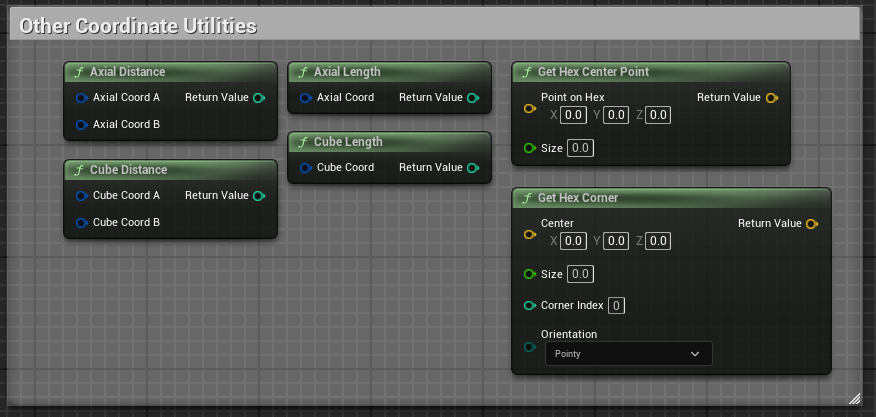 Other Coordinate Utilities
f Axial Distance
Axial Coord A Return Value
Axial Coord B
f Cube Distance
Cube Coord A Return Value
Cube Coord B
f Axial Length
Axial Coord Return Value
f Cube Length
Cube Coord Return Value
f Get Hex Center Point
Point on Hex Return Value
X 0.0 Y 0.0 Z 0.0
Size 0.0
f Get Hex Corner
Center Return Value
X 0.0 Y 0.0 Z 0.0
Size 0.0
Corner Index 0
Orientation
Pointy